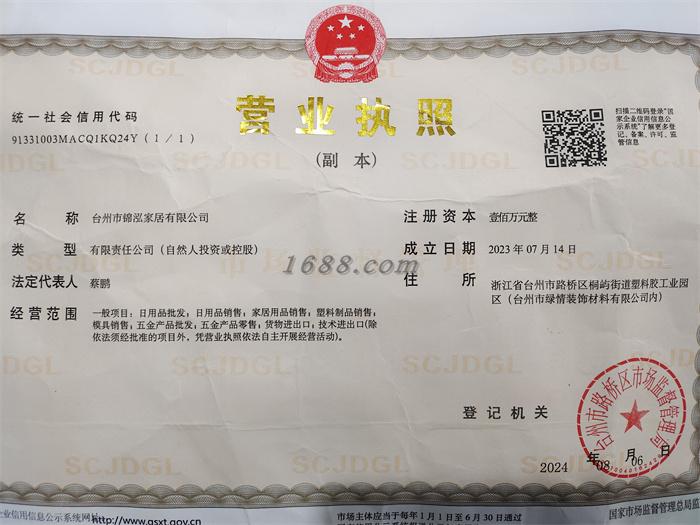 SCJDGL
统一社会信用代码
91331003MACQ1KQ24Y(1/1)
营业执照
(副本)
扫描二维码登录"国
家企业信用信息公
示系统"了解更多登
记、备案、许可、监
管信息
名称 台州市锦泓家居有限公司
注册资本 壹佰万元整
类型 有限责任公司(自然人投资或控股)
成立日期 2023年07月14日
法定代表人 蔡鹏
住所 浙江省台州市路桥区桐屿街道塑料胶工业园
区(台州市绿情装饰材料有限公司内)
经营范围 一般项目:日用品批发;日用品销售;家居用品销售;塑料制品销售;
模具销售;五金产品批发;五金产品零售;货物进出口;技术进出口(除
依法须经批准的项目外,凭营业执照依法自主开展经营活动)。
1688.com
登记机关
台州市路桥区市场监督管理局
2024年08月06日
SCJDGL
企业信用信息公示系统网址:
http://www.gsxt.gov.cn
市场主体应当于每年1月1日至6月30日通过
国家市场监督管理总局监